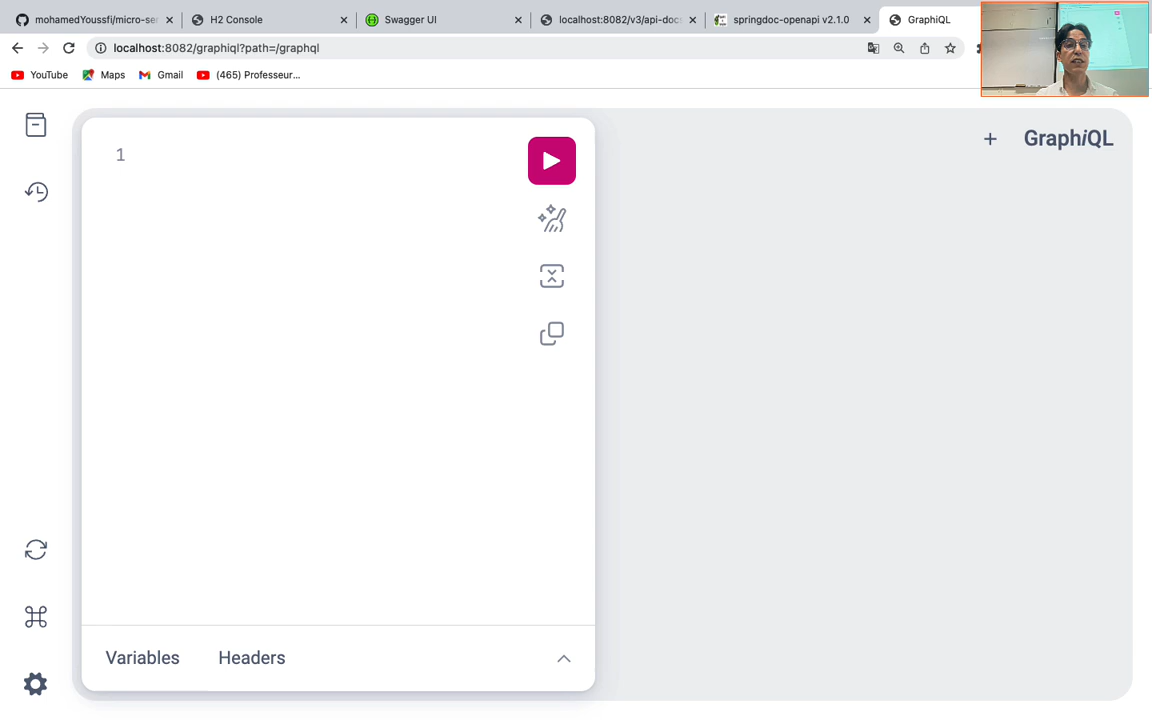 mohamedYoussfi/micro-se
H2 Console
Swagger UI
localhost:8082/v3/api-doc
springdoc-openapi v2.1.0
GraphiQL
localhost:8082/graphiql?path=/graphql
YouTube
Maps
Gmail
(465) Professeur...
1
+ GraphiQL
Variables
Headers